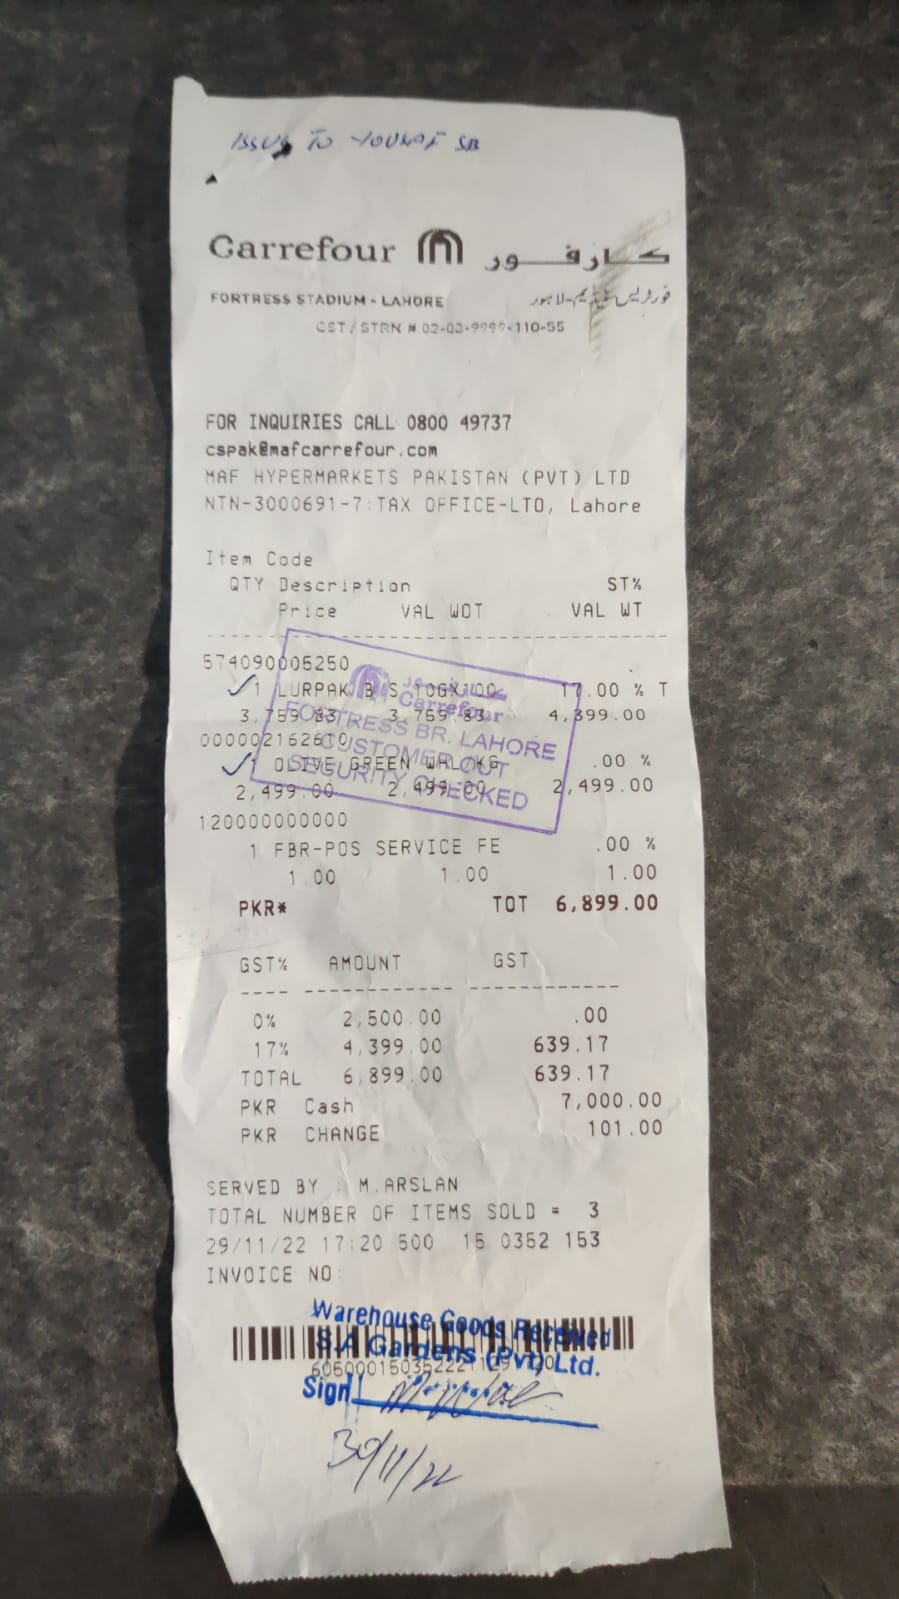 ISSUE TO YOUSAF SB
Carrefour كارفور
FORTRESS STADIUM - LAHORE فورٹریس سٹیڈیم-لاہور
GST/STRN # 03-03-9999-110-55
FOR INQUIRIES CALL 0800 49737
cspak@mafcarrefour.com
MAF HYPERMARKETS PAKISTAN (PVT) LTD
NTN-3000691-7:TAX OFFICE-LTO, Lahore
Item Code
QTY Description ST%
Price VAL WOT VAL WT
574090006250
1 LURPAK B S 10GX100 17.00 % T
3,759.83 3,759.83 4,399.00
كارفور
Carrefour
FORTRESS BR. LAHORE
CUSTOMER OUT
SECURITY CHECKED
000002162610
1 OLIVE GREEN WHL KG .00 %
2,499.00 2,499.00 2,499.00
120000000000
1 FBR-POS SERVICE FE .00 %
1.00 1.00 1.00
PKR* TOT 6,899.00
GST% AMOUNT GST
0% 2,500.00 .00
17% 4,399.00 639.17
TOTAL 6,899.00 639.17
PKR Cash 7,000.00
PKR CHANGE 101.00
SERVED BY : M.ARSLAN
TOTAL NUMBER OF ITEMS SOLD = 3
29/11/22 17:20 500 15 0352 153
INVOICE NO:
Warehouse Goods Received
S.A Gardens (Pvt) Ltd.
Sign
30/11/22